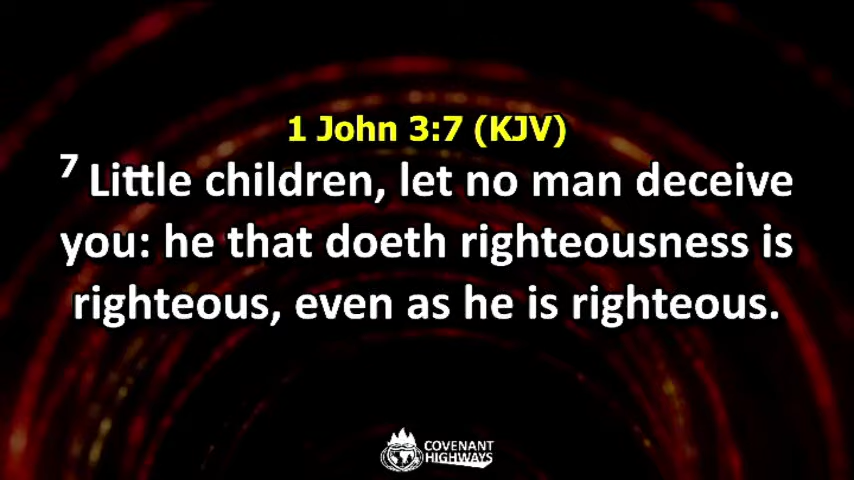 1 John 3:7 (KJV)
7 Little children, let no man deceive
you: he that doeth righteousness is
righteous, even as he is righteous.
COVENANT
HIGHWAYS